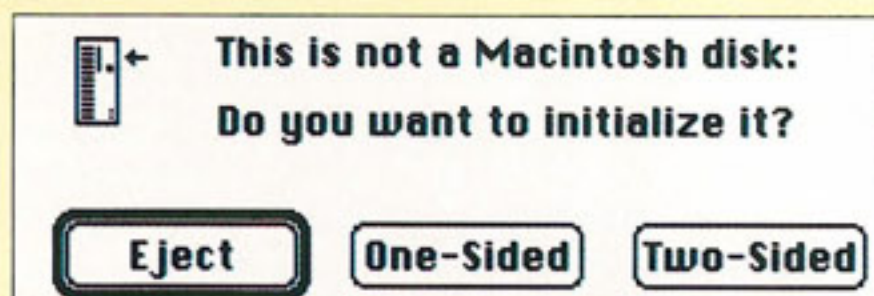 This is not a Macintosh disk:
Do you want to initialize it?
Eject
One-Sided
Two-Sided